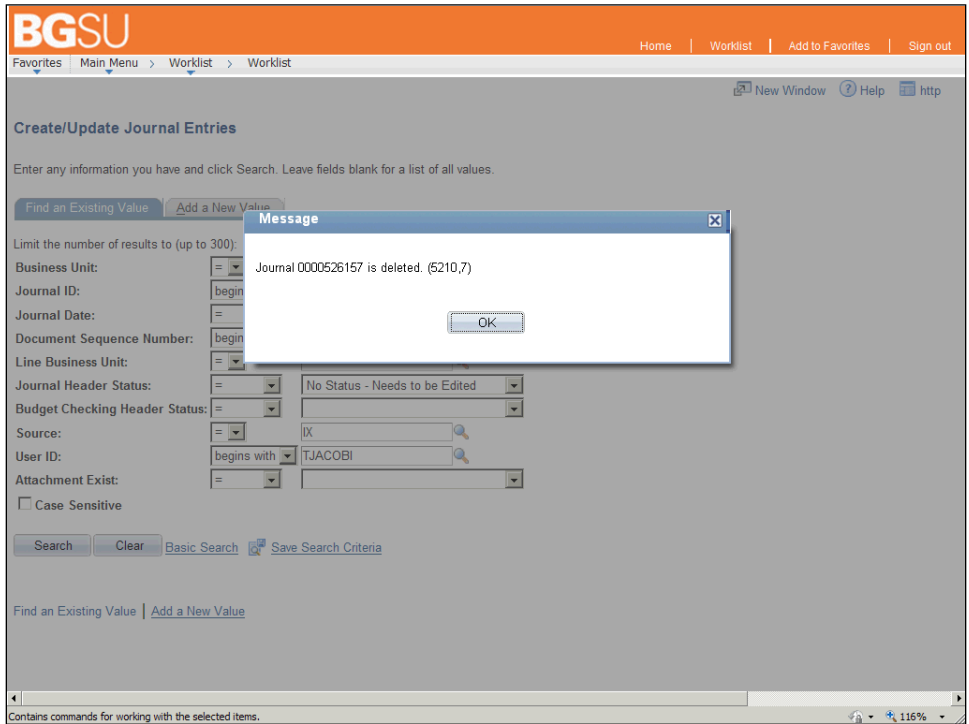 BGSU
Home | Worklist | Add to Favorites | Sign out
Favorites | Main Menu > Worklist > Worklist
New Window Help http
Create/Update Journal Entries
Enter any information you have and click Search. Leave fields blank for a list of all values.
Find an Existing Value Add a New Value
Message
Limit the number of results to (up to 300):
Journal 0000526157 is deleted. (5210,7)
OK
Business Unit: =
Journal ID: begin
Journal Date: =
Document Sequence Number: begin
Line Business Unit: =
Journal Header Status: = No Status - Needs to be Edited
Budget Checking Header Status: =
Source: = IX
User ID: begins with TJACOBI
Attachment Exist: =
Case Sensitive
Search Clear Basic Search Save Search Criteria
Find an Existing Value | Add a New Value
Contains commands for working with the selected items. 116%